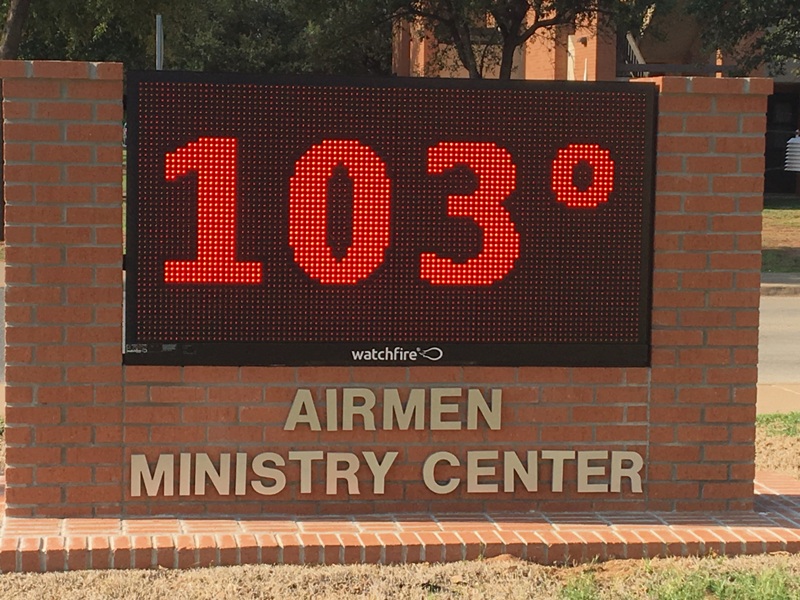 103°
watchfire
AIRMEN
MINISTRY CENTER